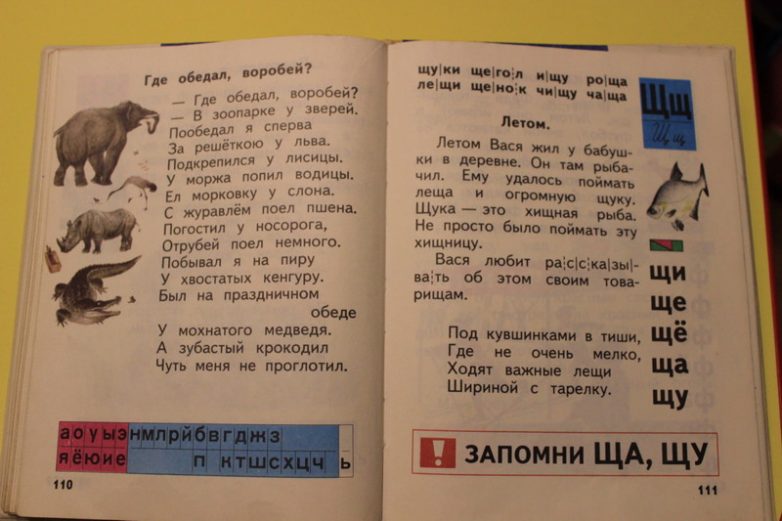 Где обедал, воробей?
— Где обедал, воробей?
— В зоопарке у зверей.
Пообедал я сперва
За решёткою у льва.
Подкрепился у лисицы.
У моржа попил водицы.
Ел морковку у слона.
С журавлём поел пшена.
Погостил у носорога,
Отрубей поел немного.
Побывал я на пиру
У хвостатых кенгуру.
Был на праздничном
обеде
У мохнатого медведя.
А зубастый крокодил
Чуть меня не проглотил.
а о у ы э н м л р й б в г д ж з
я ё ю и е п к т ш с х ц ч ь
110
щу|ки ще|го|л и|щу ро|ща
ле|щи ще|но|к чи|щу ча|ща
Щщ
Щ щ
Летом.
Летом Вася жил у бабуш-
ки в деревне. Он там рыба-
чил. Ему удалось поймать
леща и огромную щуку.
Щука — это хищная рыба.
Не просто было поймать эту
хищницу.
Вася любит ра|с|с|ка|зы|-
ва|ть об этом своим това-
рищам.
Под кувшинками в тиши,
Где не очень мелко,
Ходят важные лещи
Шириной с тарелку.
щи
ще
щё
ща
щу
! ЗАПОМНИ ЩА, ЩУ
111